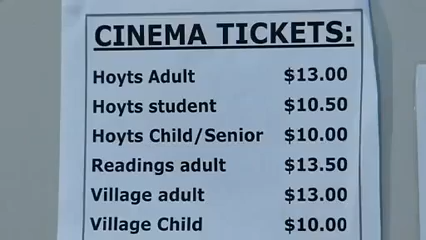 CINEMA TICKETS:
Hoyts Adult $13.00
Hoyts student $10.50
Hoyts Child/Senior $10.00
Readings adult $13.50
Village adult $13.00
Village Child $10.00